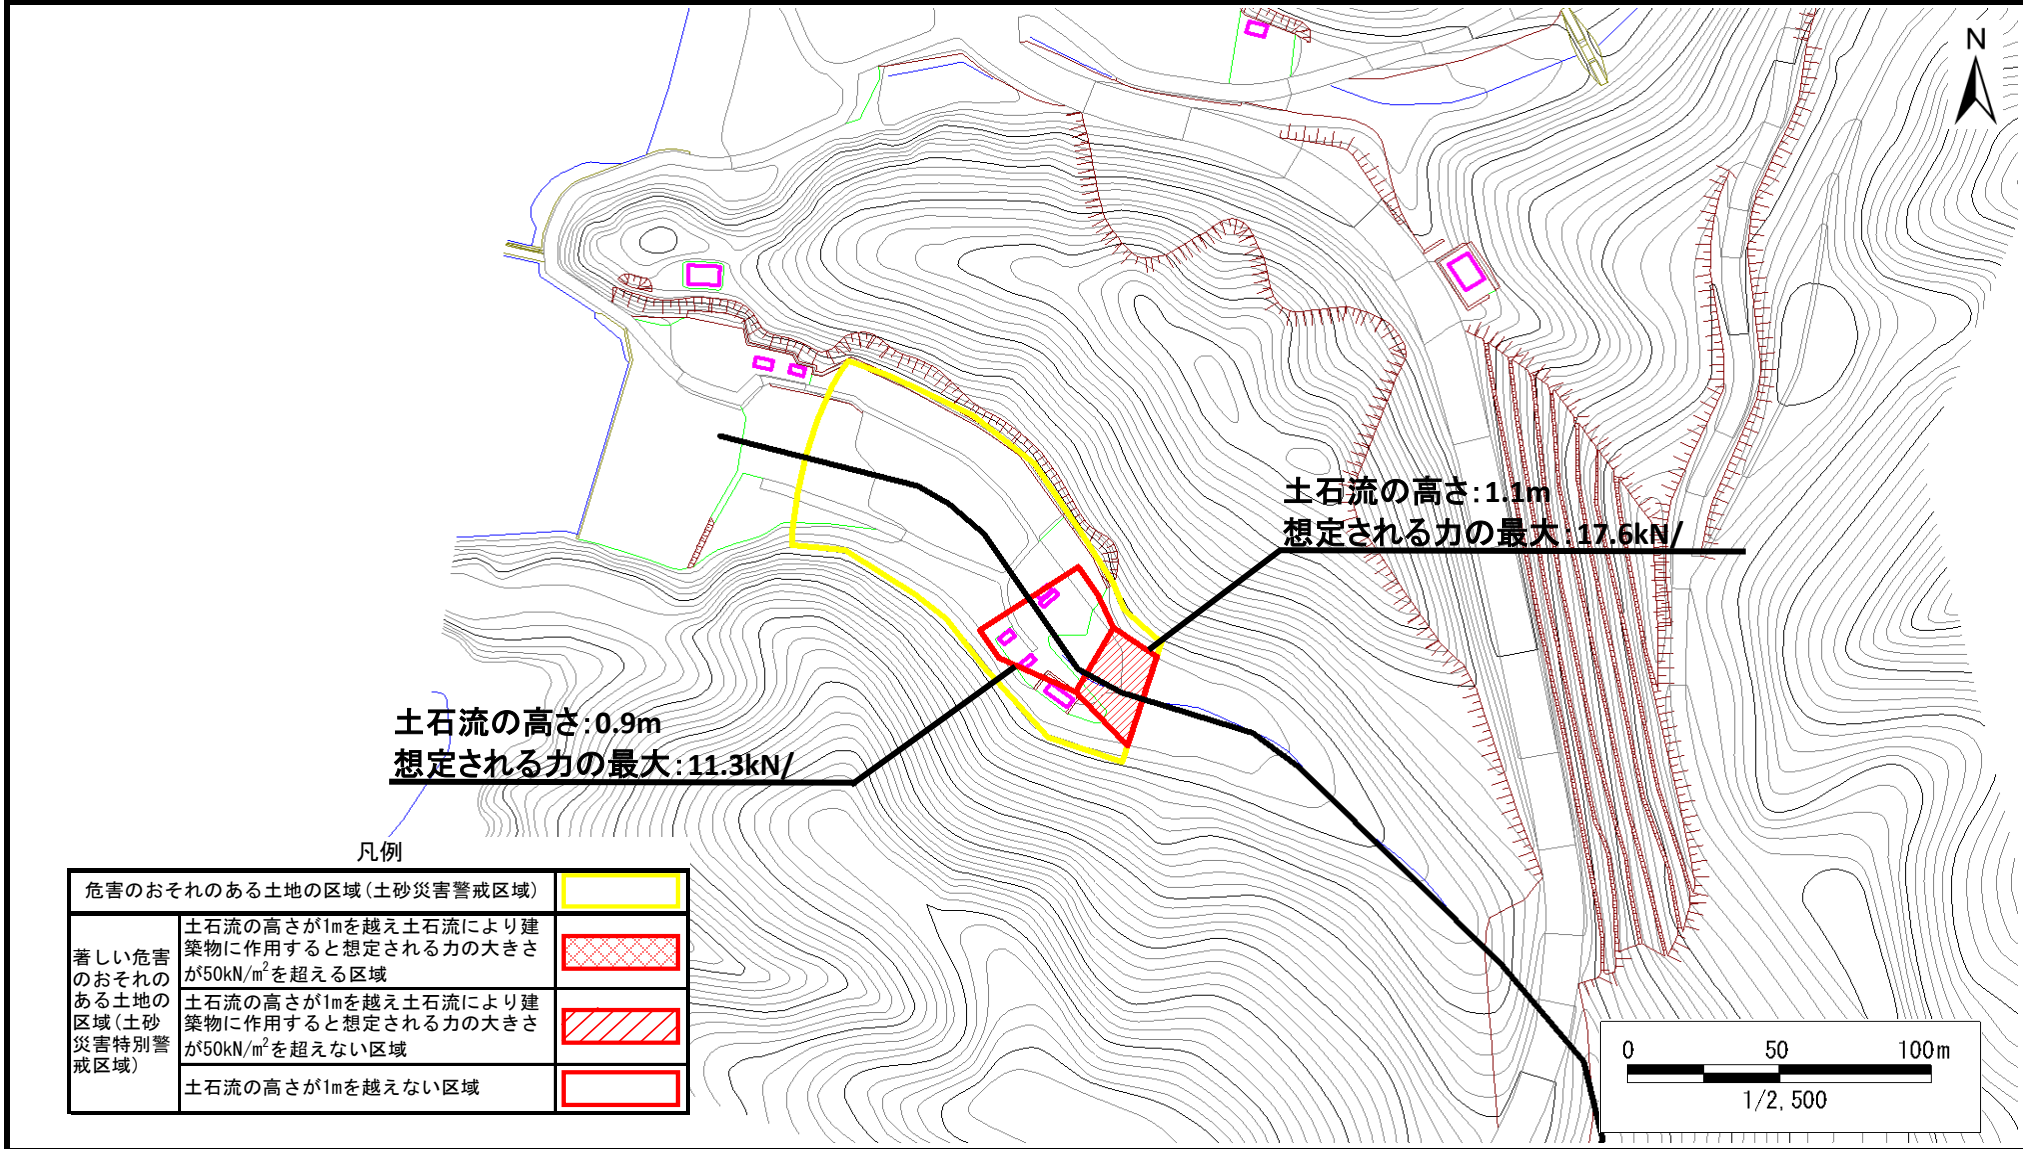 N
土石流の高さ:1.1m
想定される力の最大:17.6kN/
土石流の高さ:0.9m
想定される力の最大:11.3kN/
凡例
危害のおそれのある土地の区域(土砂災害警戒区域)
著しい危害
のおそれの
ある土地の
区域(土砂
災害特別警
戒区域)
土石流の高さが1mを越え土石流により建
築物に作用すると想定される力の大きさ
が50kN/m²を超える区域
土石流の高さが1mを越え土石流により建
築物に作用すると想定される力の大きさ
が50kN/m²を超えない区域
土石流の高さが1mを越えない区域
0 50 100m
1/2,500